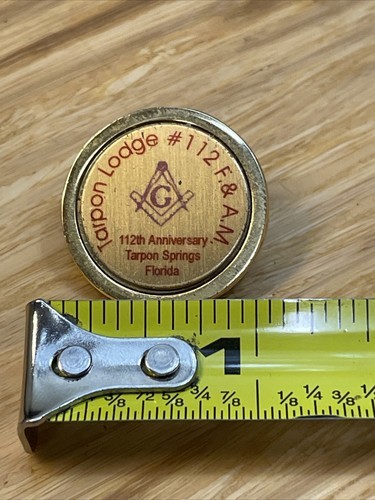 Tarpon Lodge #112 F.& A.M.
G
112th Anniversary
Tarpon Springs
Florida
1
3/8 1/2 5/8 3/4 7/8 1/8 1/4 3/8